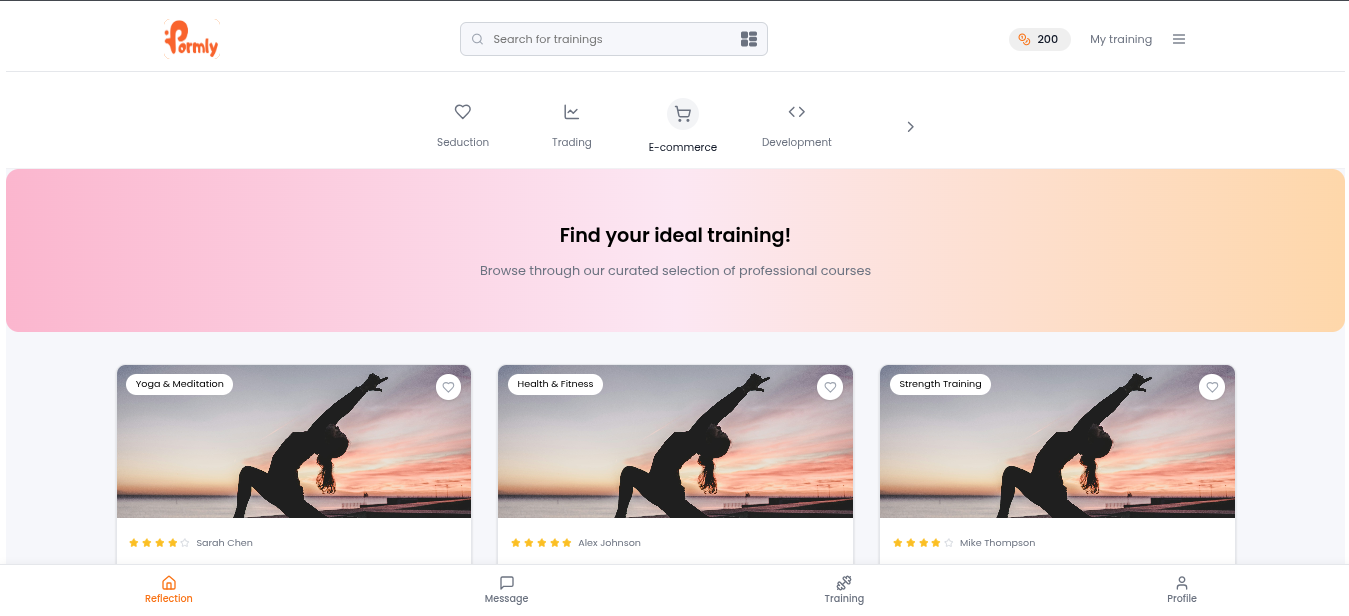 Formly
Search for trainings
200
My training
Seduction
Trading
E-commerce
Development
Find your ideal training!
Browse through our curated selection of professional courses
Yoga & Meditation
Health & Fitness
Strength Training
Sarah Chen
Alex Johnson
Mike Thompson
Reflection
Message
Training
Profile